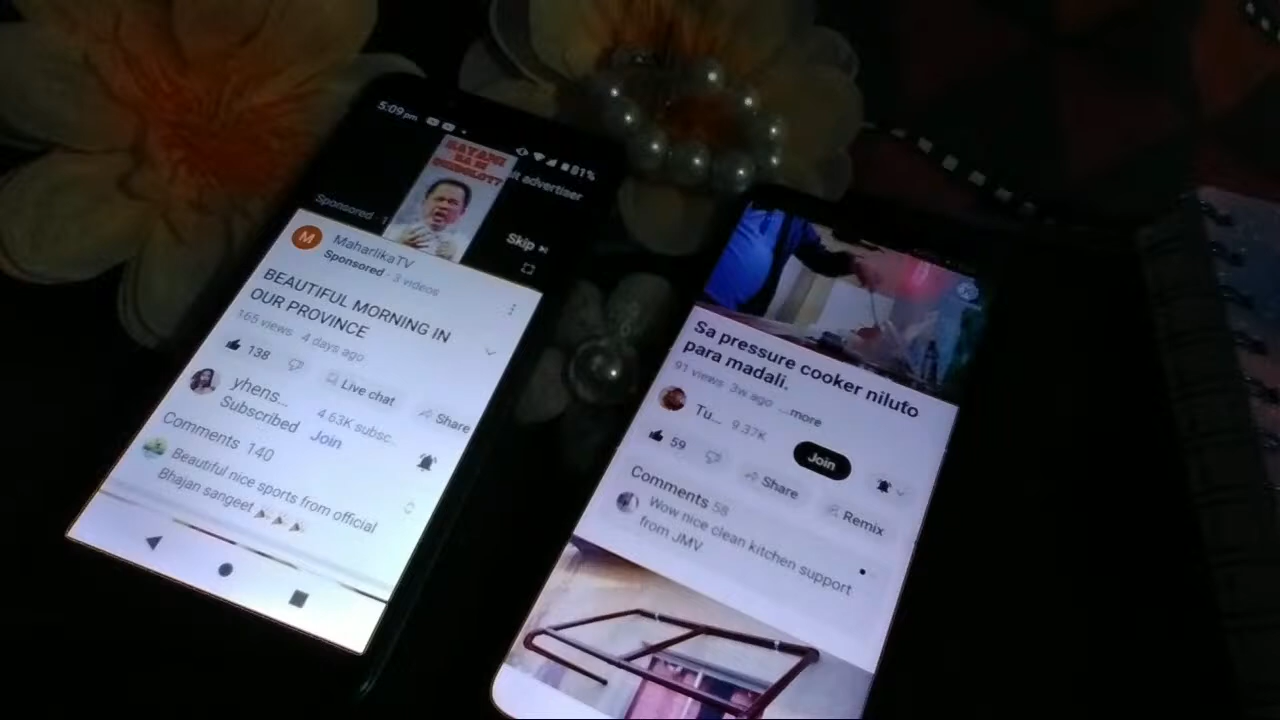 5:09 pm
81%
advertiser
Sponsored
Skip
M
MaharlikaTV
Sponsored · 3 videos
BEAUTIFUL MORNING IN
OUR PROVINCE
165 views 4 days ago
138
Live chat
Share
yhens...
4.63K subsc...
Subscribed
Join
Comments 140
Beautiful nice sports from official
Bhajan sangeet
Sa pressure cooker niluto
para madali.
91 views 3w ago ...more
Tu... 9.37K
Join
59
Share
Remix
Comments 58
Wow nice clean kitchen support
from JMV